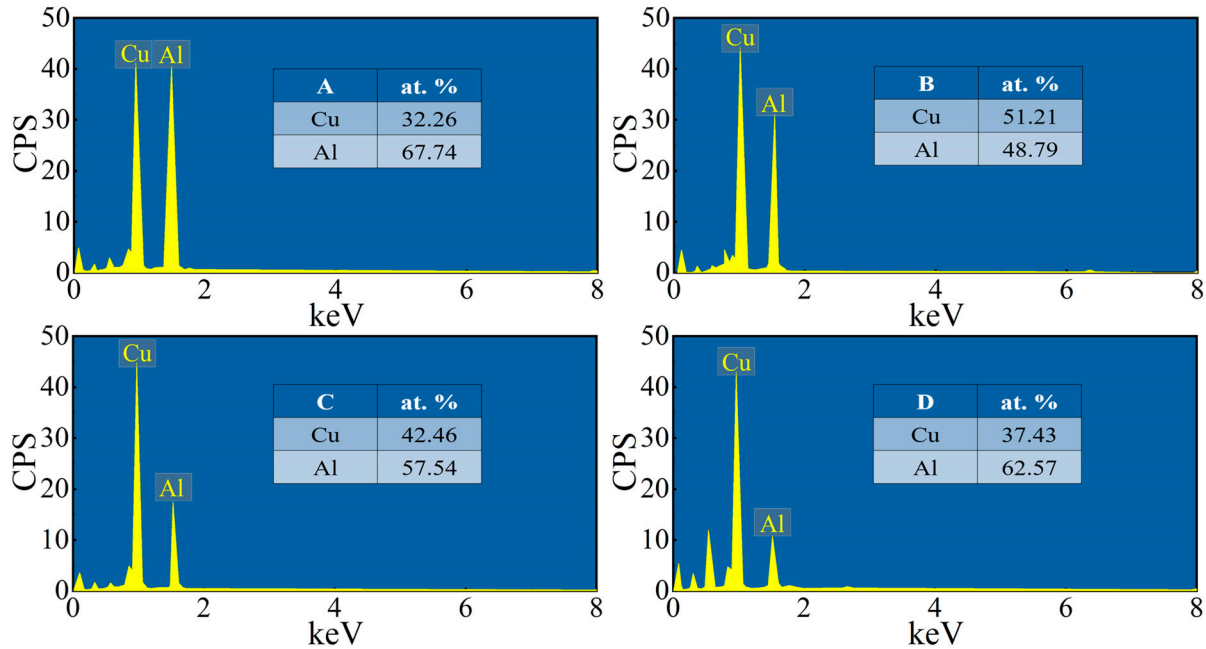 50
40
30
20
10
0
CPS
Cu Al
A at. %
Cu 32.26
Al 67.74
0 2 4 6 8
keV
50
40
30
20
10
0
CPS
Cu
Al
B at. %
Cu 51.21
Al 48.79
0 2 4 6 8
keV
50
40
30
20
10
0
CPS
Cu
Al
C at. %
Cu 42.46
Al 57.54
0 2 4 6 8
keV
50
40
30
20
10
0
CPS
Cu
Al
D at. %
Cu 37.43
Al 62.57
0 2 4 6 8
keV